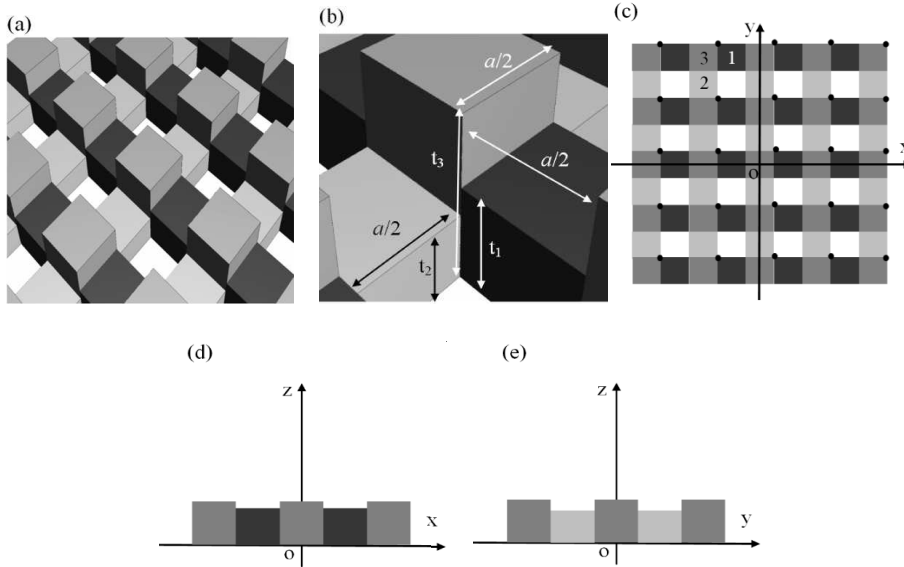 (a)
(b)
a/2
t₃
a/2
a/2
t₂
t₁
(c)
y
3 1
2
x
o
(d)
z
x
o
(e)
z
y
o